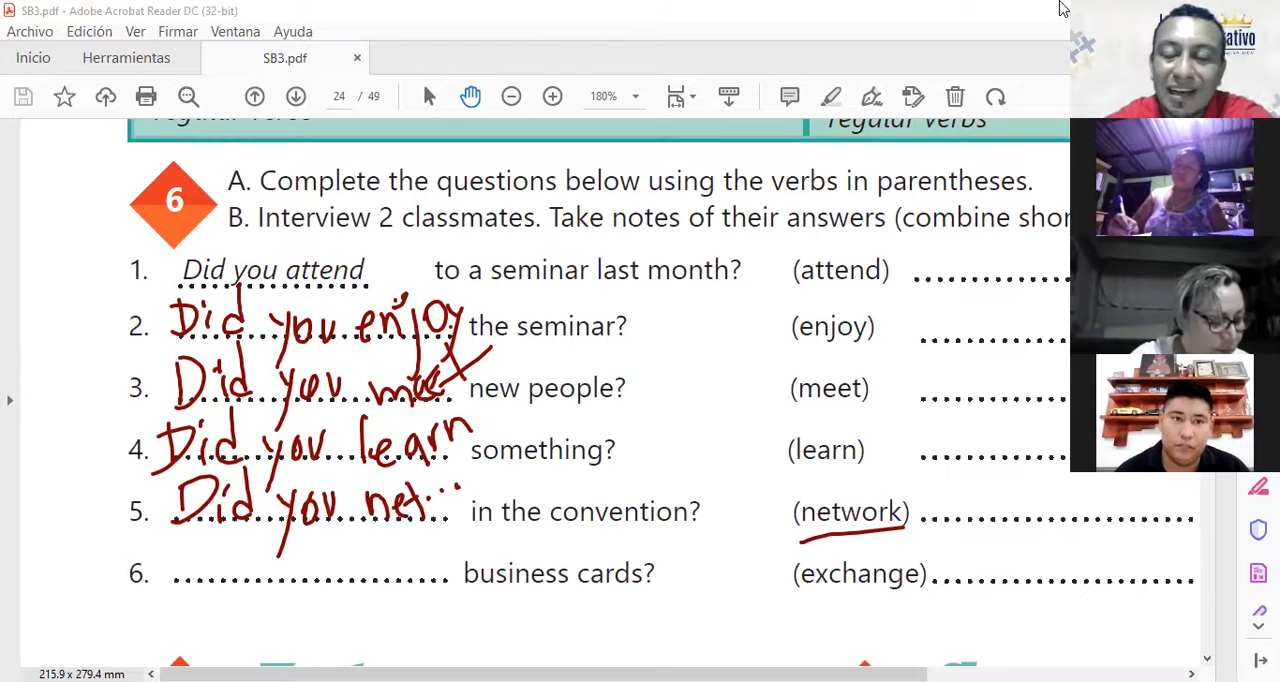 SB3.pdf - Adobe Acrobat Reader DC (32-bit)
Archivo Edición Ver Firmar Ventana Ayuda
Inicio Herramientas SB3.pdf ×
24 / 49 180%
regular verbs regular verbs
6
A. Complete the questions below using the verbs in parentheses.
B. Interview 2 classmates. Take notes of their answers (combine shor
1. Did you attend to a seminar last month? (attend)
2. Did you enjoy the seminar? (enjoy)
3. Did you meet new people? (meet)
4. Did you learn something? (learn)
5. Did you net... in the convention? (network)
6. business cards? (exchange)
215.9 x 279.4 mm